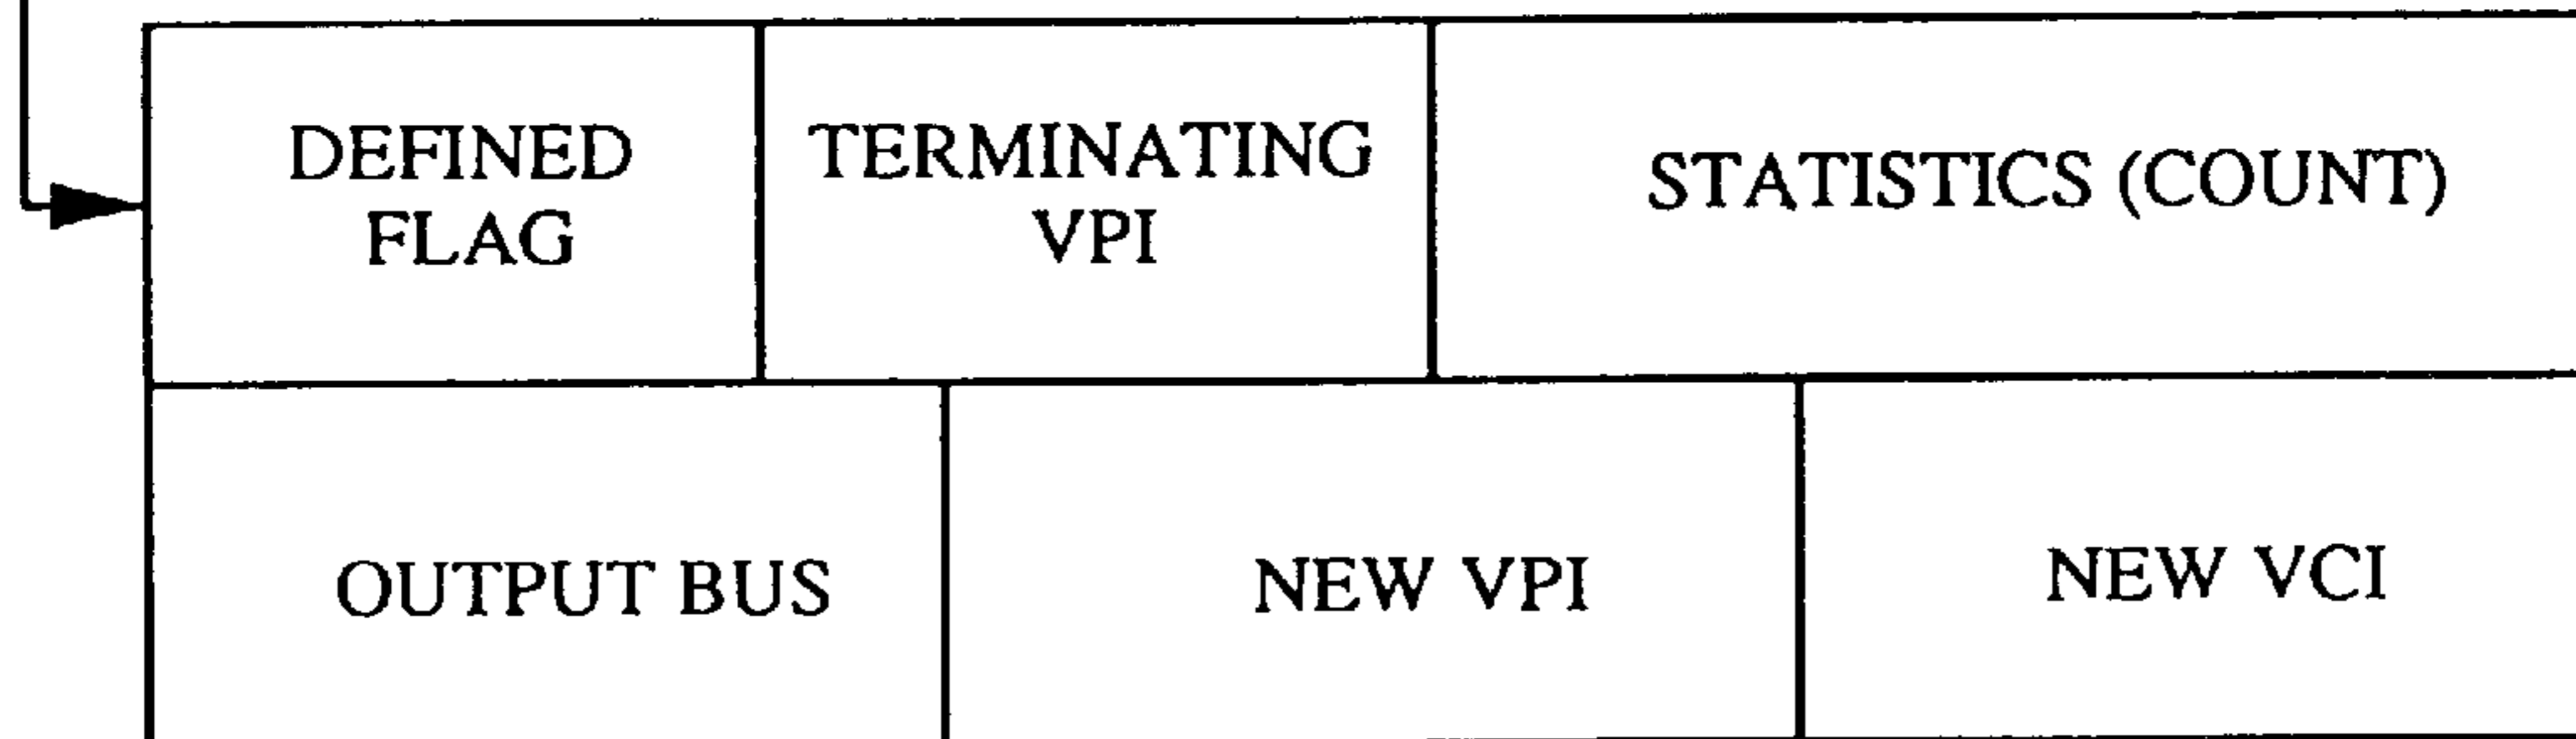 DEFINED
FLAG
TERMINATING
VPI
STATISTICS (COUNT)
OUTPUT BUS
NEW VPI
NEW VCI